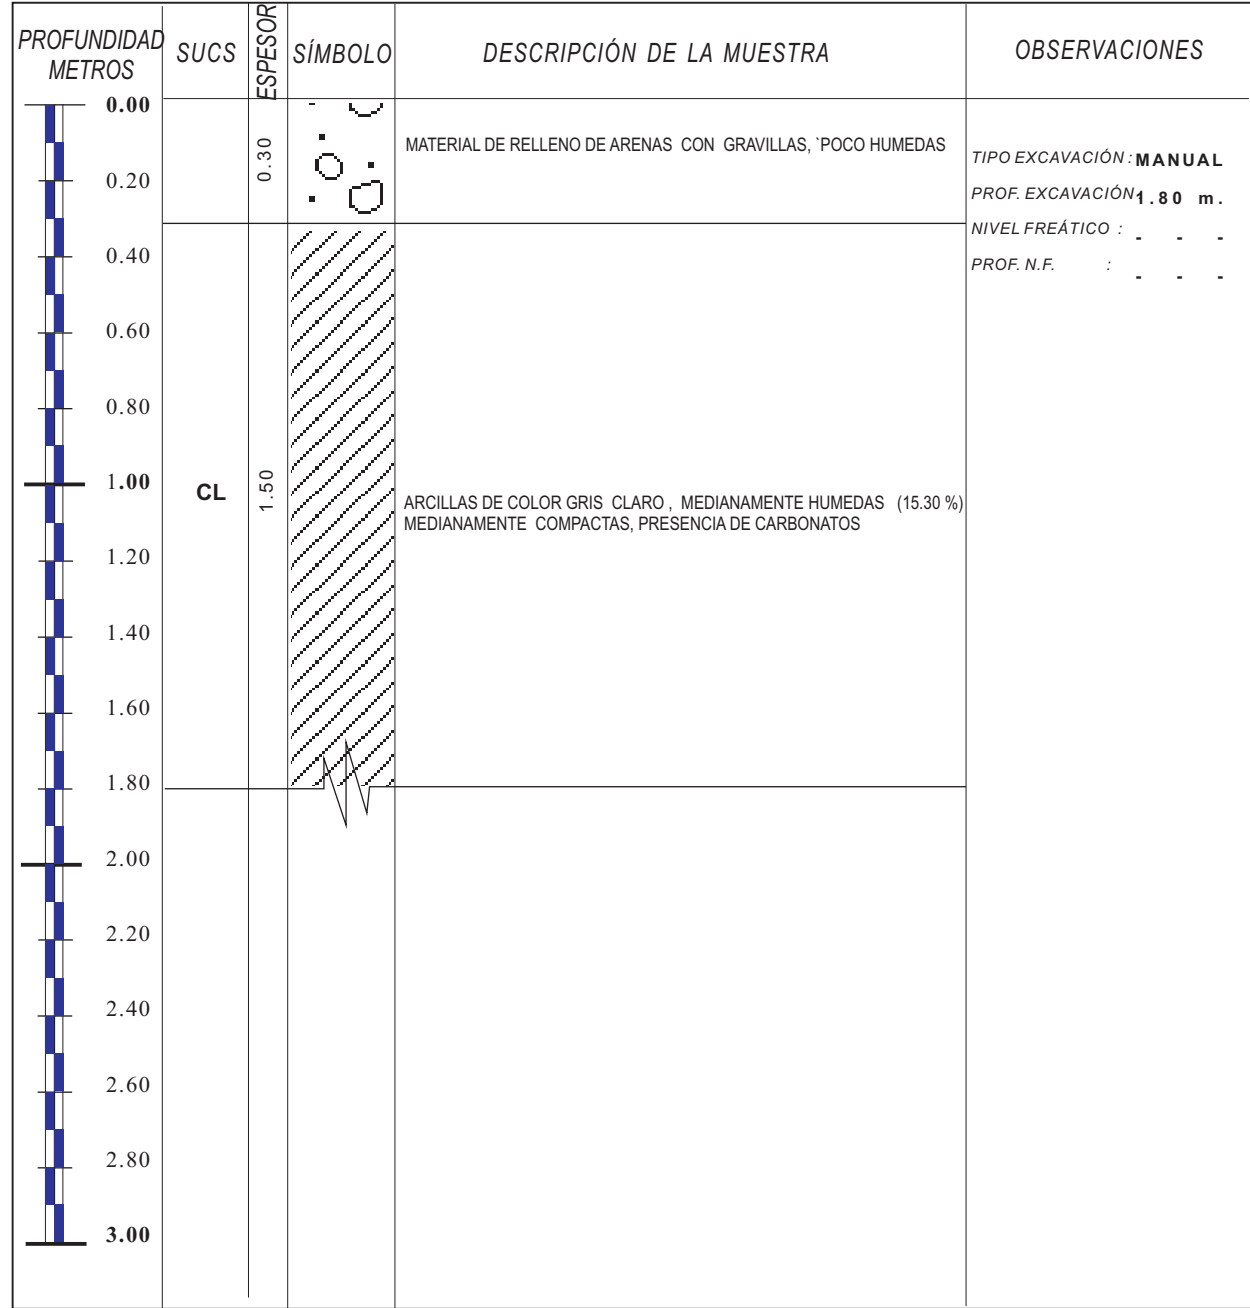 PROFUNDIDAD
METROS
SUCS
ESPESOR
SÍMBOLO
DESCRIPCIÓN DE LA MUESTRA
OBSERVACIONES
0.00
0.20
0.40
0.60
0.80
1.00
1.20
1.40
1.60
1.80
2.00
2.20
2.40
2.60
2.80
3.00
0.30
MATERIAL DE RELLENO DE ARENAS CON GRAVILLAS, `POCO HUMEDAS
CL
1.50
ARCILLAS DE COLOR GRIS CLARO , MEDIANAMENTE HUMEDAS (15.30 %)
MEDIANAMENTE COMPACTAS, PRESENCIA DE CARBONATOS
TIPO EXCAVACIÓN : MANUAL
PROF. EXCAVACIÓN 1.80 m.
NIVEL FREÁTICO : - - -
PROF. N.F. : - - -